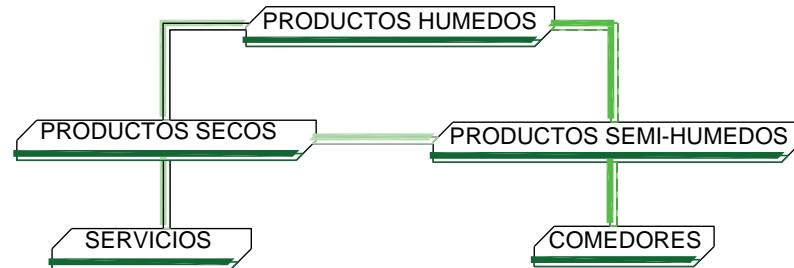 PRODUCTOS HUMEDOS
PRODUCTOS SECOS
PRODUCTOS SEMI-HUMEDOS
SERVICIOS
COMEDORES